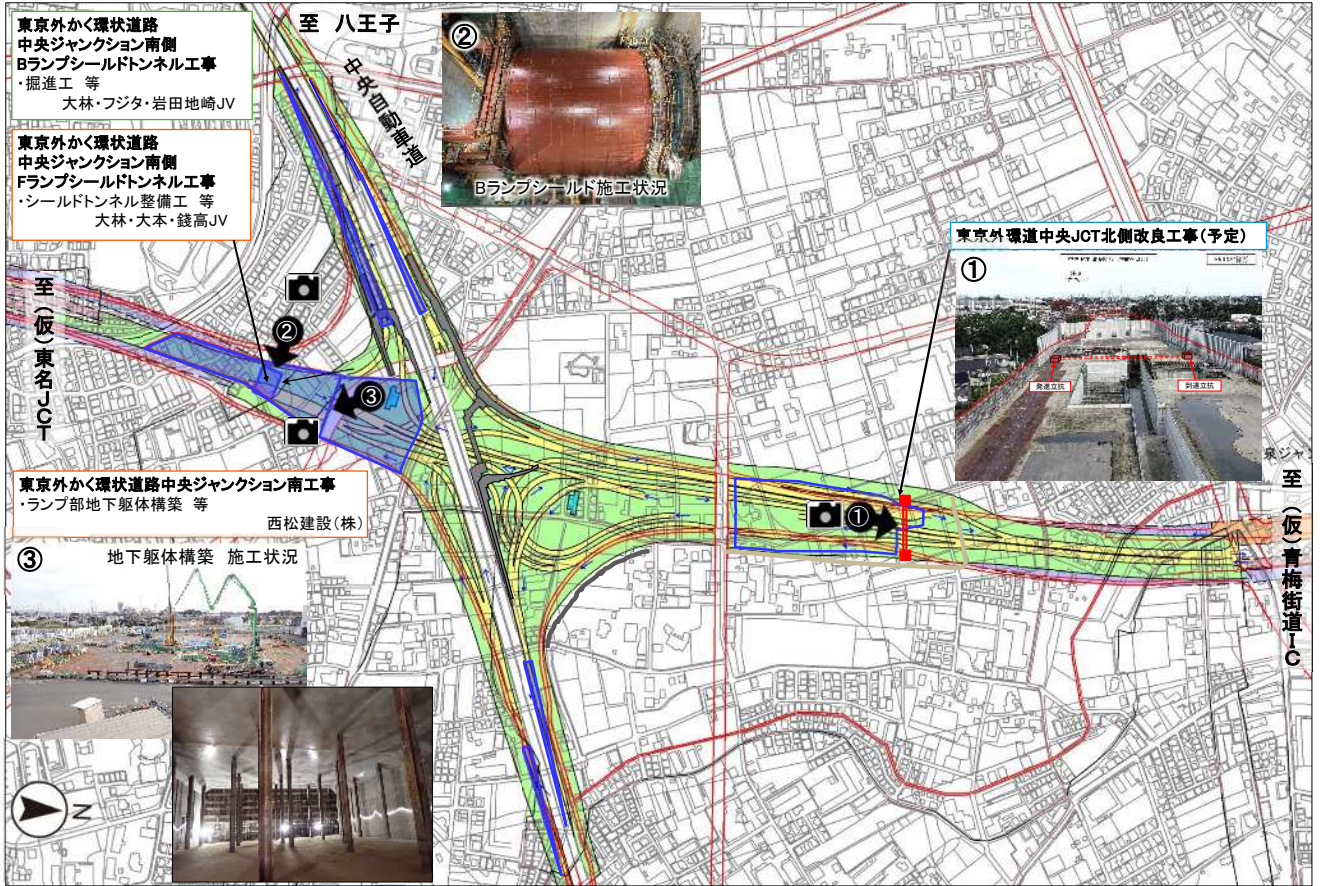 東京外かく環状道路
中央ジャンクション南側
Bランプシールドトンネル工事
・掘進工 等
大林・フジタ・岩田地崎JV
東京外かく環状道路
中央ジャンクション南側
Fランプシールドトンネル工事
・シールドトンネル整備工 等
大林・大本・錢高JV
至 八王子
中央自動車道
②
Bランプシールド施工状況
東京外環道中央JCT北側改良工事(予定)
①
発進立坑
到達立坑
至(仮)東名JCT
②
③
①
泉ジャ
至(仮)青梅街道IC
東京外かく環状道路中央ジャンクション南工事
・ランプ部地下躯体構築 等
西松建設(株)
③
地下躯体構築 施工状況
N